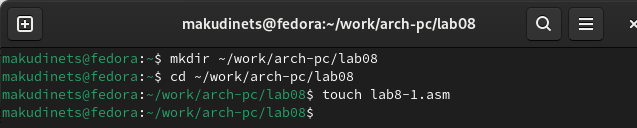 makudinets@fedora:~/work/arch-pc/lab08
makudinets@fedora:~$ mkdir ~/work/arch-pc/lab08
makudinets@fedora:~$ cd ~/work/arch-pc/lab08
makudinets@fedora:~/work/arch-pc/lab08$ touch lab8-1.asm
makudinets@fedora:~/work/arch-pc/lab08$